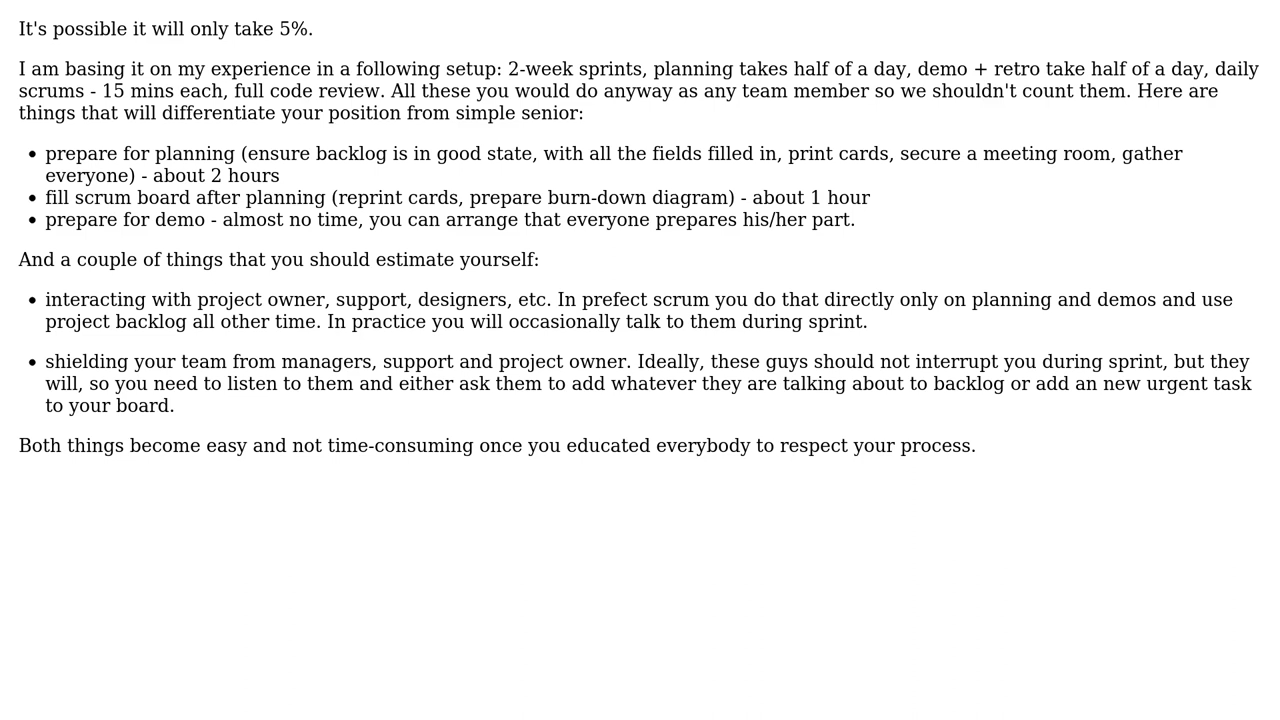 It's possible it will only take 5%.
I am basing it on my experience in a following setup: 2-week sprints, planning takes half of a day, demo + retro take half of a day, daily
scrums - 15 mins each, full code review. All these you would do anyway as any team member so we shouldn't count them. Here are
things that will differentiate your position from simple senior:
• prepare for planning (ensure backlog is in good state, with all the fields filled in, print cards, secure a meeting room, gather
everyone) - about 2 hours
• fill scrum board after planning (reprint cards, prepare burn-down diagram) - about 1 hour
• prepare for demo - almost no time, you can arrange that everyone prepares his/her part.
And a couple of things that you should estimate yourself:
• interacting with project owner, support, designers, etc. In prefect scrum you do that directly only on planning and demos and use
project backlog all other time. In practice you will occasionally talk to them during sprint.
• shielding your team from managers, support and project owner. Ideally, these guys should not interrupt you during sprint, but they
will, so you need to listen to them and either ask them to add whatever they are talking about to backlog or add an new urgent task
to your board.
Both things become easy and not time-consuming once you educated everybody to respect your process.